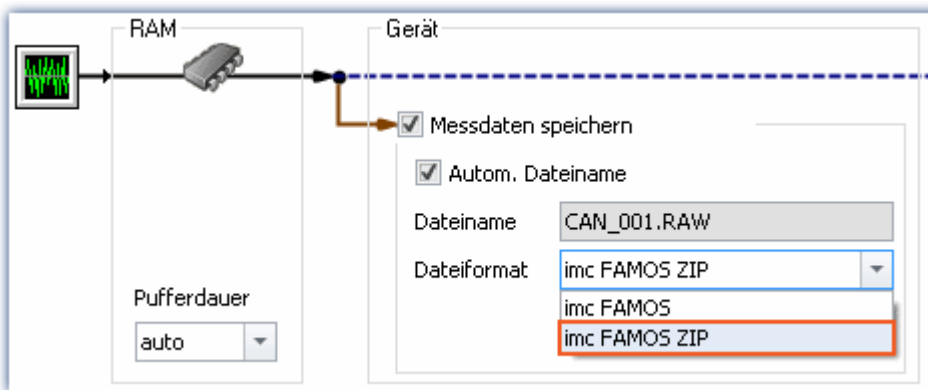 RAM
Gerät
Messdaten speichern
Autom. Dateiname
Dateiname
CAN_001.RAW
Dateiformat
imc FAMOS ZIP
imc FAMOS
imc FAMOS ZIP
Pufferdauer
auto